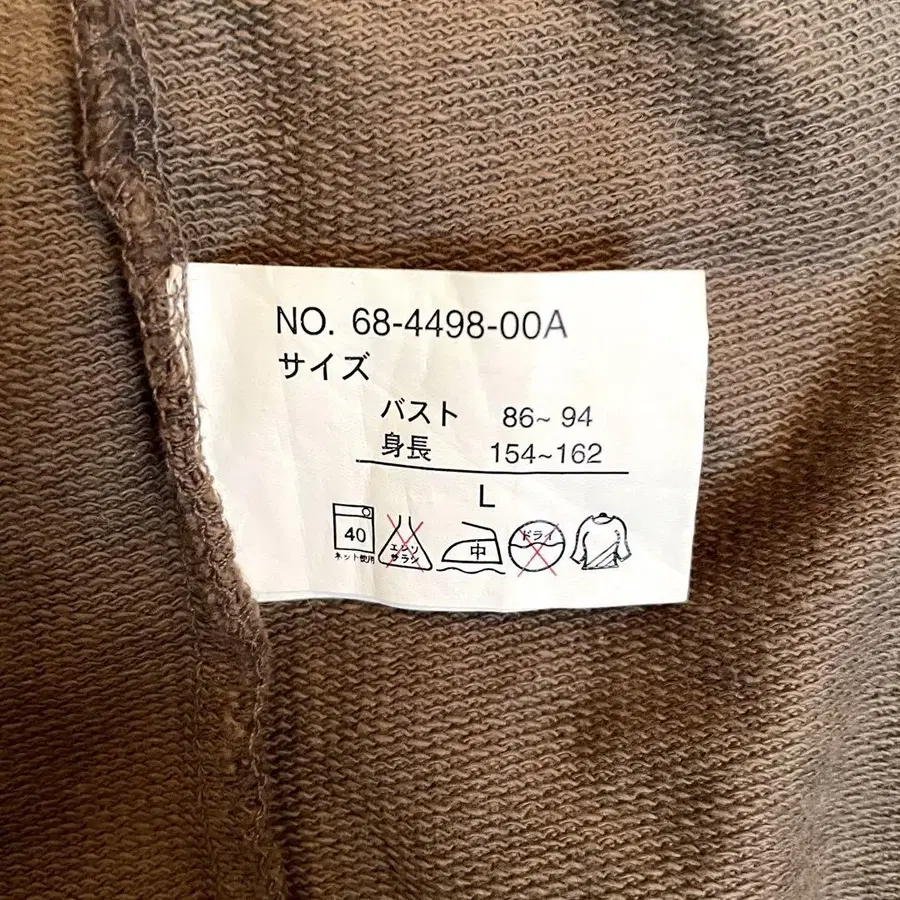 NO. 68-4498-00A
サイズ
バスト 86~94
身長 154~162
L
40 エンソ 中 ドライ
ネット使用 サラシ